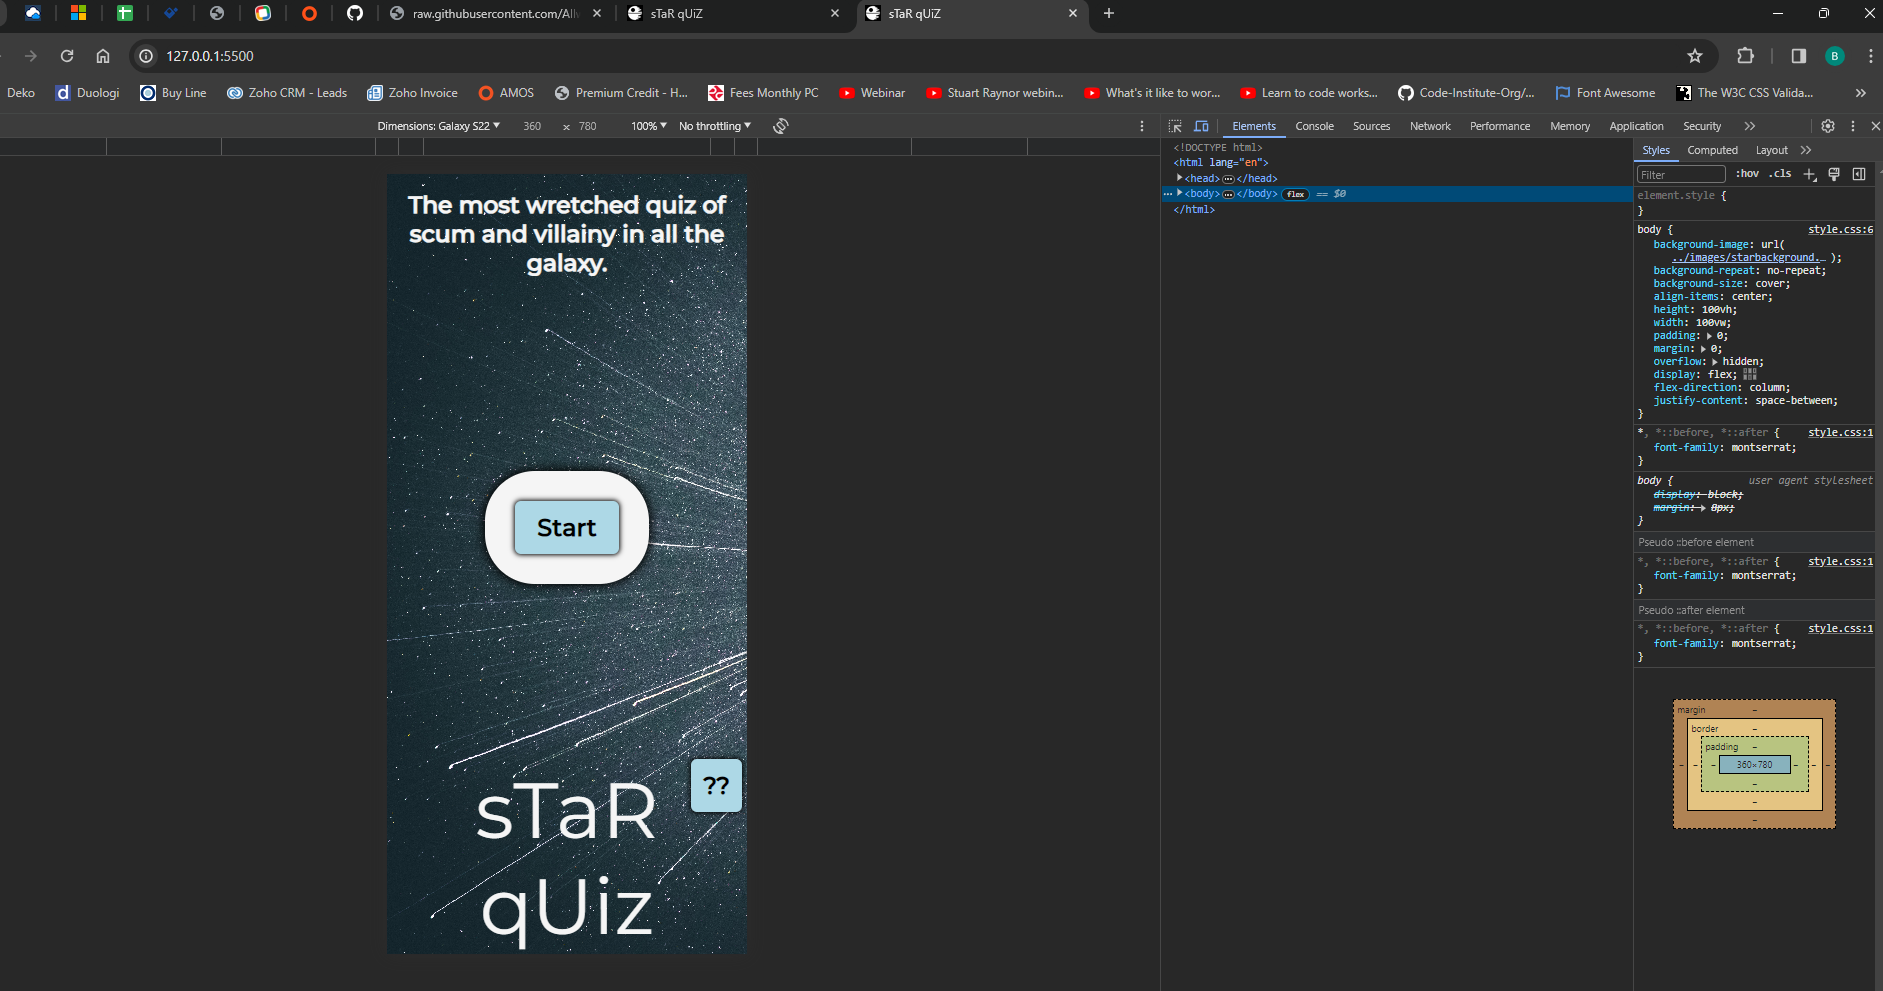 raw.githubusercontent.com/Allv
sTaR qUiZ
sTaR qUiZ
127.0.0.1:5500
B
Deko
Duologi
Buy Line
Zoho CRM - Leads
Zoho Invoice
AMOS
Premium Credit - H...
Fees Monthly PC
Webinar
Stuart Raynor webin...
What's it like to wor...
Learn to code works...
Code-Institute-Org/...
Font Awesome
The W3C CSS Valida...
Dimensions: Galaxy S22
360
x
780
100%
No throttling
Elements
Console
Sources
Network
Performance
Memory
Application
Security
The most wretched quiz of
scum and villainy in all the
galaxy.
Start
??
sTaR
qUiz
<!DOCTYPE html>
<html lang="en">
<head> … </head>
… <body> … </body> flex == $0
</html>
Styles
Computed
Layout
Filter
:hov
.cls
element.style {
}
body {
style.css:6
background-image: url(
../images/starbackground.… );
background-repeat: no-repeat;
background-size: cover;
align-items: center;
height: 100vh;
width: 100vw;
padding: 0;
margin: 0;
overflow: hidden;
display: flex;
flex-direction: column;
justify-content: space-between;
}
*, *::before, *::after {
style.css:1
font-family: montserrat;
}
body {
user agent stylesheet
display: block;
margin: 8px;
}
Pseudo ::before element
*, *::before, *::after {
style.css:1
font-family: montserrat;
}
Pseudo ::after element
*, *::before, *::after {
style.css:1
font-family: montserrat;
}
margin
-
border
-
padding
-
- - - 360×780 - - -
-
-
-